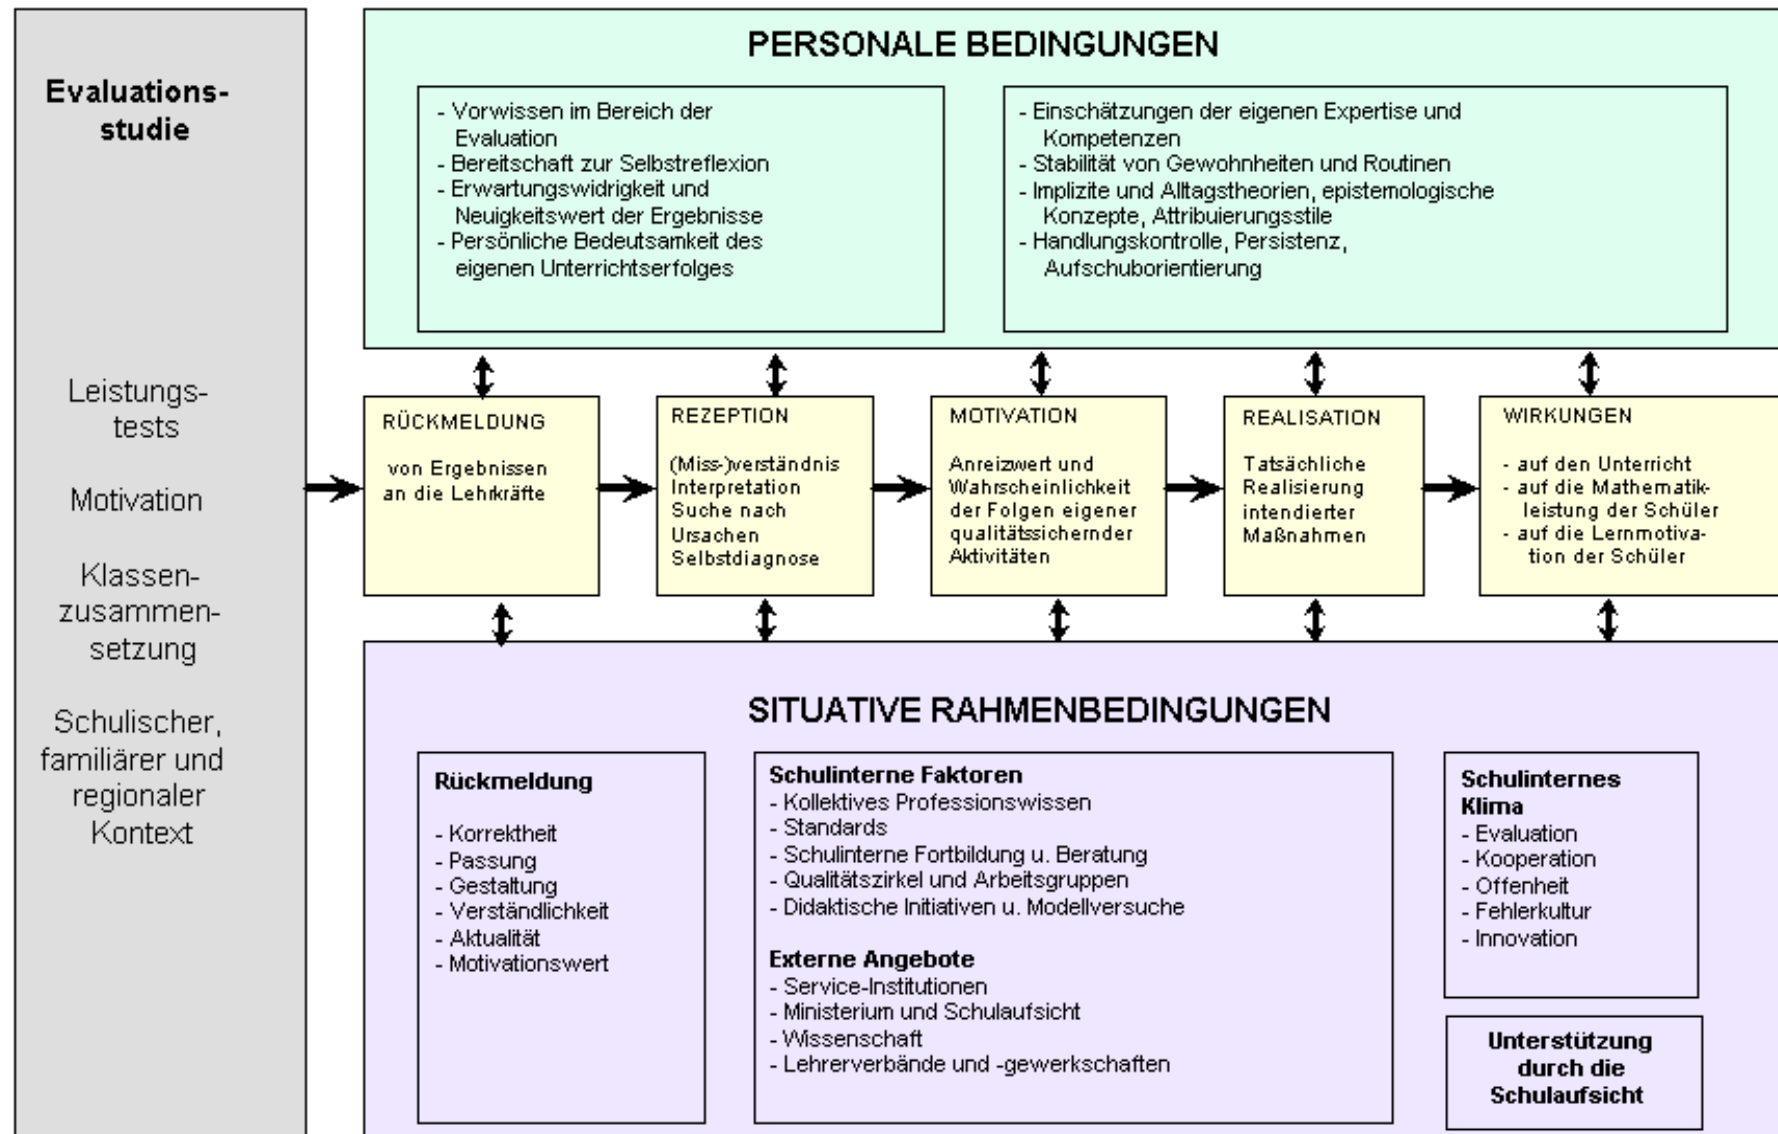 Evaluations-
studie
Leistungs-
tests
Motivation
Klassen-
zusammen-
setzung
Schulischer,
familiärer und
regionaler
Kontext
PERSONALE BEDINGUNGEN
- Vorwissen im Bereich der
Evaluation
- Bereitschaft zur Selbstreflexion
- Erwartungswidrigkeit und
Neuigkeitswert der Ergebnisse
- Persönliche Bedeutsamkeit des
eigenen Unterrichtserfolges
- Einschätzungen der eigenen Expertise und
Kompetenzen
- Stabilität von Gewohnheiten und Routinen
- Implizite und Alltagstheorien, epistemologische
Konzepte, Attribuierungsstile
- Handlungskontrolle, Persistenz,
Aufschuborientierung
RÜCKMELDUNG
von Ergebnissen
an die Lehrkräfte
REZEPTION
(Miss-)verständnis
Interpretation
Suche nach
Ursachen
Selbstdiagnose
MOTIVATION
Anreizwert und
Wahrscheinlichkeit
der Folgen eigener
qualitätssichernder
Aktivitäten
REALISATION
Tatsächliche
Realisierung
intendierter
Maßnahmen
WIRKUNGEN
- auf den Unterricht
- auf die Mathematik-
leistung der Schüler
- auf die Lernmotiva-
tion der Schüler
SITUATIVE RAHMENBEDINGUNGEN
Rückmeldung
- Korrektheit
- Passung
- Gestaltung
- Verständlichkeit
- Aktualität
- Motivationswert
Schulinterne Faktoren
- Kollektives Professionswissen
- Standards
- Schulinterne Fortbildung u. Beratung
- Qualitätszirkel und Arbeitsgruppen
- Didaktische Initiativen u. Modellversuche
Externe Angebote
- Service-Institutionen
- Ministerium und Schulaufsicht
- Wissenschaft
- Lehrerverbände und -gewerkschaften
Schulinternes
Klima
- Evaluation
- Kooperation
- Offenheit
- Fehlerkultur
- Innovation
Unterstützung
durch die
Schulaufsicht